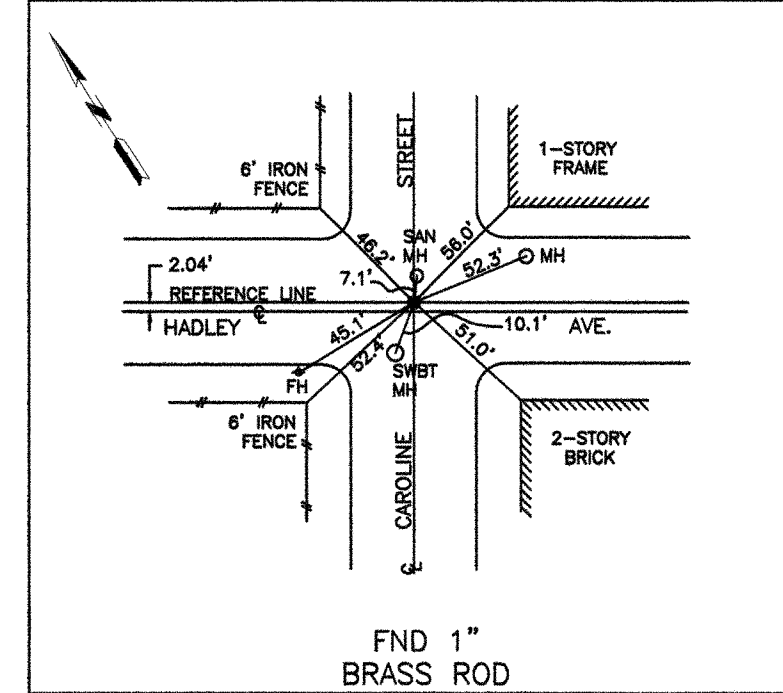 STREET
1-STORY
FRAME
6' IRON
FENCE
46.2'
SAN
MH
56.0'
52.3'
MH
2.04'
7.1'
REFERENCE LINE
HADLEY
℄
45.1'
52.4'
10.1'
AVE.
51.0'
FH
SWBT
MH
6' IRON
FENCE
2-STORY
BRICK
CAROLINE
℄
FND 1"
BRASS ROD